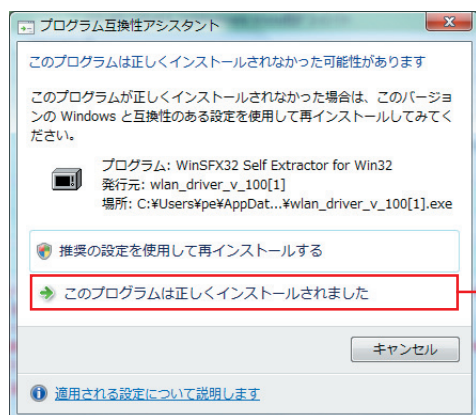 プログラム互換性アシスタント
このプログラムは正しくインストールされなかった可能性があります
このプログラムが正しくインストールされなかった場合は、このバージョ
ンの Windows と互換性のある設定を使用して再インストールしてみてく
ださい。
プログラム: WinSFX32 Self Extractor for Win32
発行元: wlan_driver_v_100[1]
場所: C:¥Users¥pe¥AppDat...¥wlan_driver_v_100[1].exe
推奨の設定を使用して再インストールする
このプログラムは正しくインストールされました
キャンセル
適用される設定について説明します